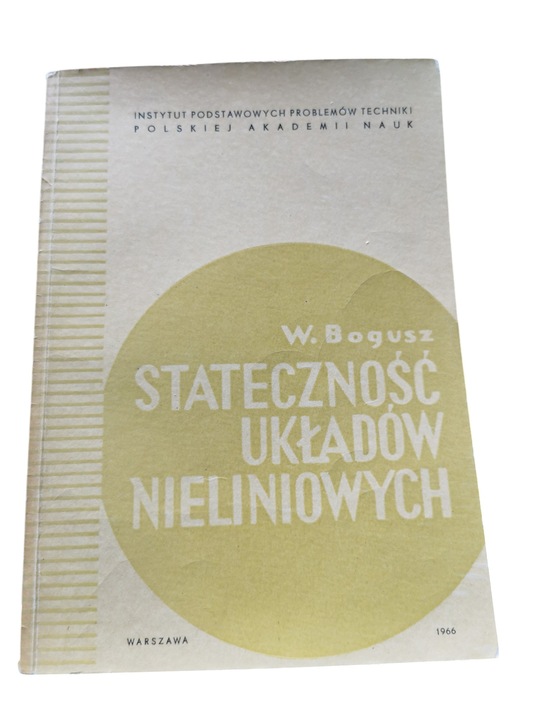 INSTYTUT PODSTAWOWYCH PROBLEMÓW TECHNIKI
POLSKIEJ AKADEMII NAUK
W. Bogusz
STATECZNOŚĆ
UKŁADÓW
NIELINIOWYCH
WARSZAWA 1966